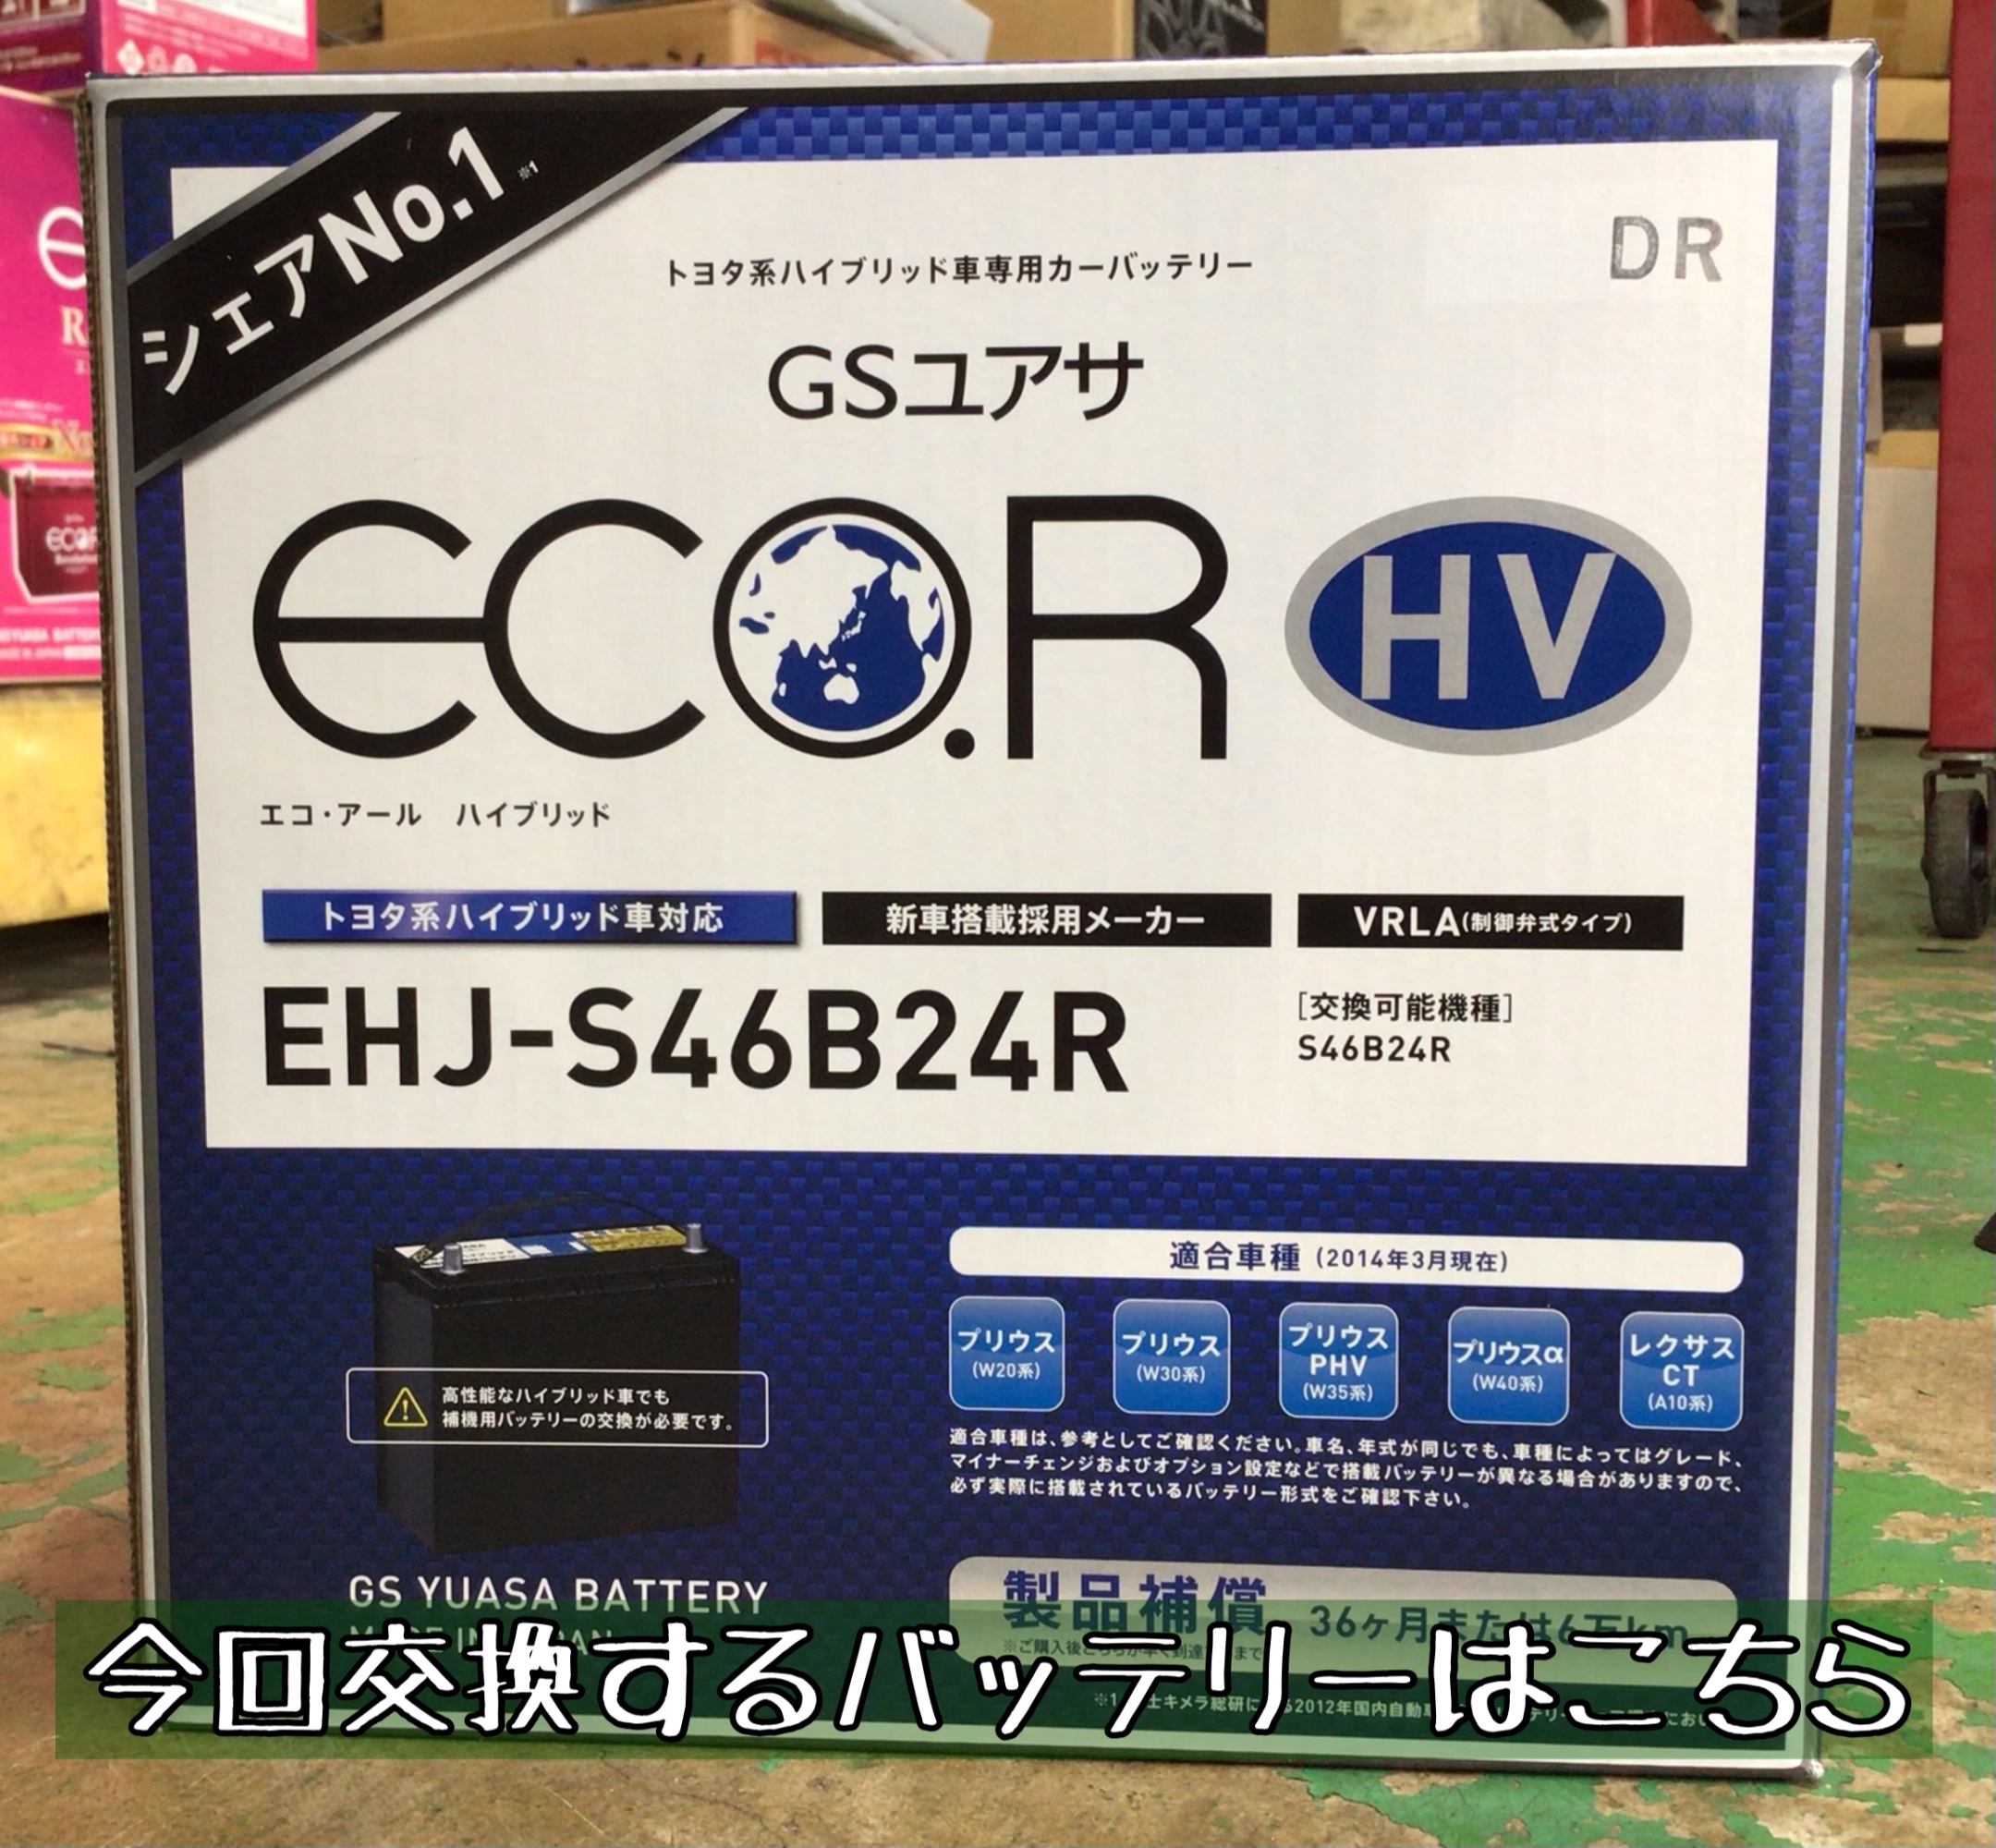 シェアNo.1 ※1
DR
トヨタ系ハイブリッド車専用カーバッテリー
GSユアサ
eCO.R HV
エコ・アール ハイブリッド
トヨタ系ハイブリッド車対応
新車搭載採用メーカー
VRLA(制御弁式タイプ)
EHJ-S46B24R
[交換可能機種]
S46B24R
高性能なハイブリッド車でも
補機用バッテリーの交換が必要です。
GS YUASA BATTERY
適合車種 (2014年3月現在)
プリウス
(W20系)
プリウス
(W30系)
プリウス
PHV
(W35系)
プリウスα
(W40系)
レクサス
CT
(A10系)
適合車種は、参考としてご確認ください。車名、年式が同じでも、車種によってはグレード、
マイナーチェンジおよびオプション設定などで搭載バッテリーが異なる場合がありますので、
必ず実際に搭載されているバッテリー形式をご確認下さい。
製品補償 36ヶ月または6万km
今回交換するバッテリーはこちら